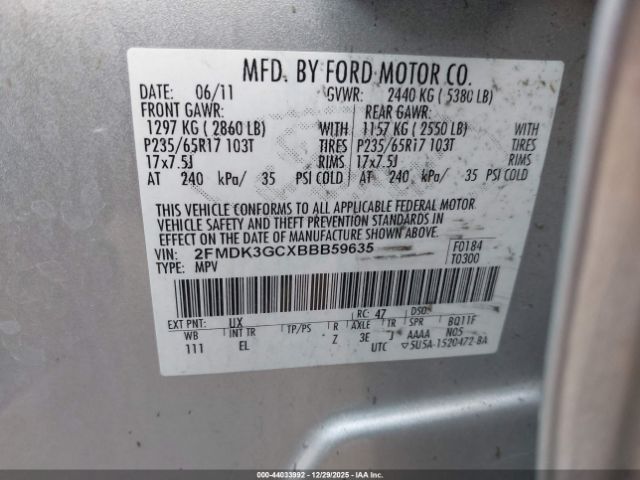 MFD. BY FORD MOTOR CO.
DATE: 06/11 GVWR: 2440 KG ( 5380 LB)
FRONT GAWR: REAR GAWR:
1297 KG ( 2860 LB) WITH 1157 KG ( 2550 LB) WITH
P235/65R17 103T TIRES P235/65R17 103T TIRES
17x7.5J RIMS 17x7.5J RIMS
AT 240 kPa/ 35 PSI COLD AT 240 kPa/ 35 PSI COLD
THIS VEHICLE CONFORMS TO ALL APPLICABLE FEDERAL MOTOR
VEHICLE SAFETY AND THEFT PREVENTION STANDARDS IN
EFFECT ON THE DATE OF MANUFACTURE SHOWN ABOVE.
VIN: 2FMDK3GCXBBB59635 F0184
TYPE: MPV T0300
EXT PNT: UX RC: 47 DSO:
WB INT TR TP/PS R AXLE TR SPR BQ11F
111 EL Z 3E J AAAA N05
UTC ▽5U5A-1520472-BA
000-44033992 - 12/29/2025 - IAAI.COM